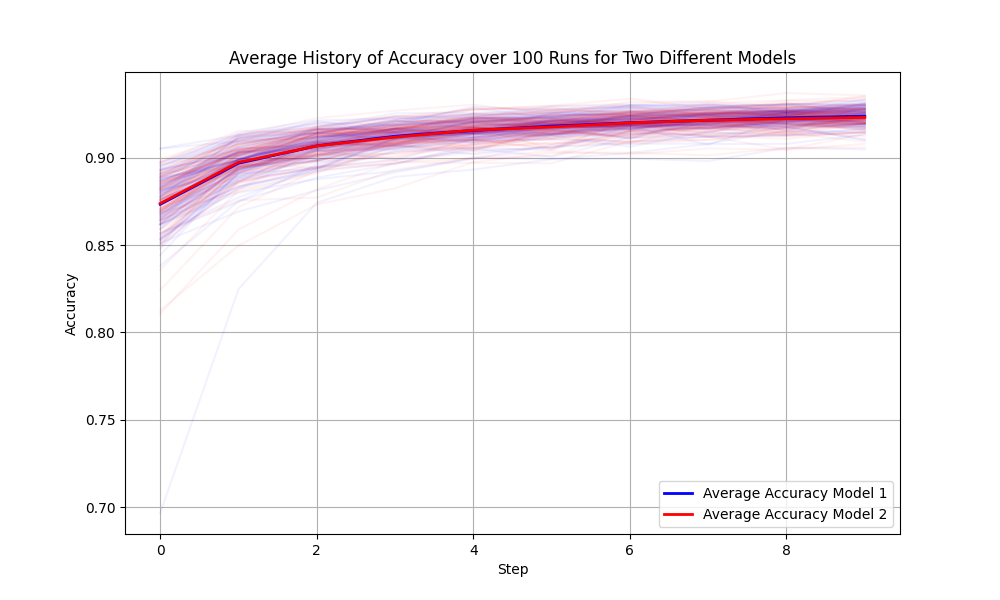 Average History of Accuracy over 100 Runs for Two Different Models
Accuracy
0.90
0.85
0.80
0.75
0.70
0 2 4 6 8
Step
Average Accuracy Model 1
Average Accuracy Model 2